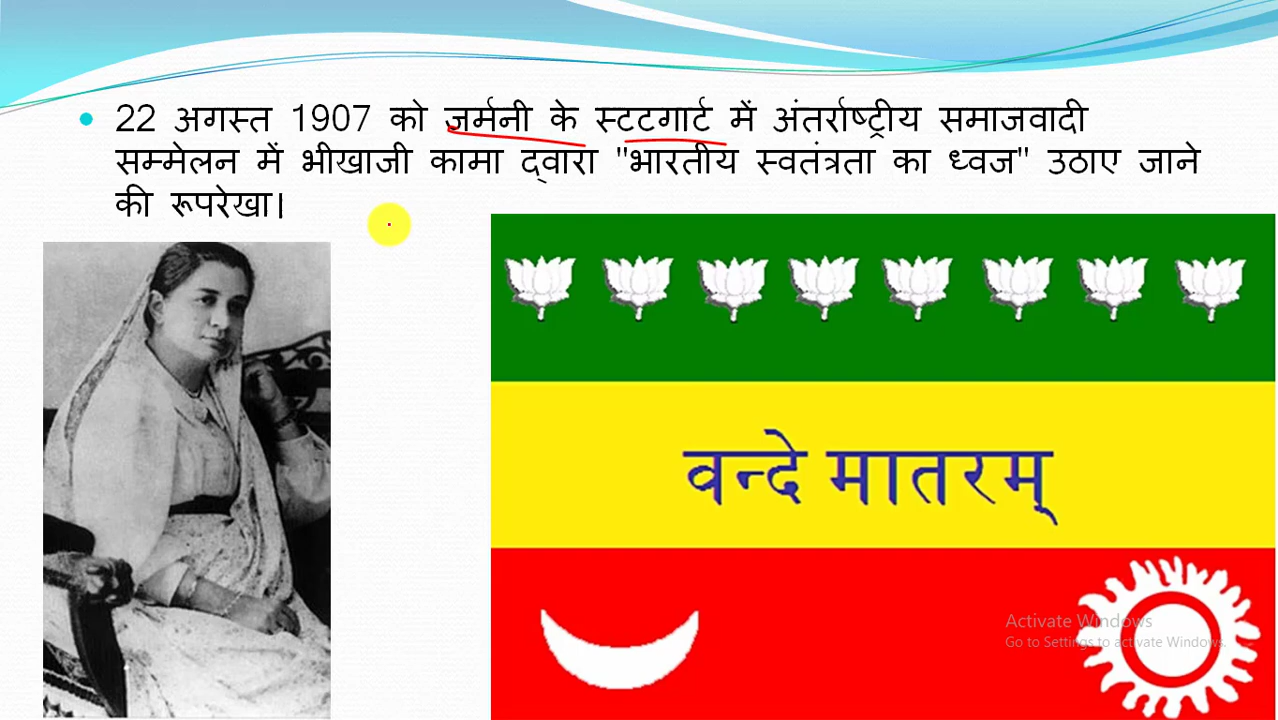 22 अगस्त 1907 को जर्मनी के स्टटगार्ट में अंतर्राष्ट्रीय समाजवादी
सम्मेलन में भीखाजी कामा द्वारा "भारतीय स्वतंत्रता का ध्वज" उठाए जाने
की रूपरेखा।
वन्दे मातरम्
Activate Windows
Go to Settings to activate Windows.